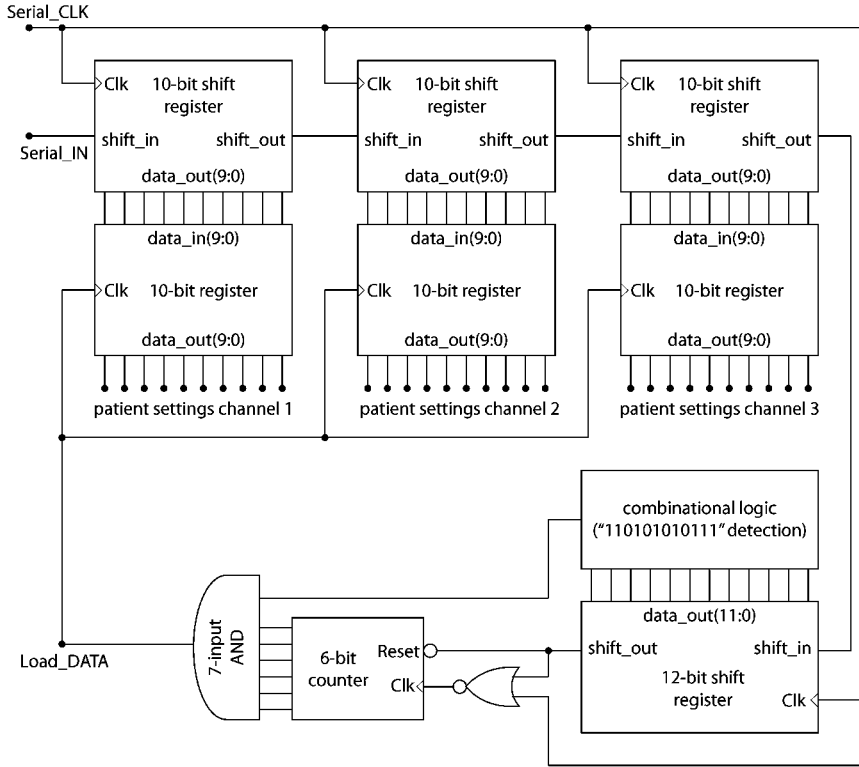 Serial_CLK
Clk
10-bit shift
register
shift_in
shift_out
data_out(9:0)
Clk
10-bit shift
register
shift_in
shift_out
data_out(9:0)
Clk
10-bit shift
register
shift_in
shift_out
data_out(9:0)
Serial_IN
data_in(9:0)
Clk
10-bit register
data_out(9:0)
data_in(9:0)
Clk
10-bit register
data_out(9:0)
data_in(9:0)
Clk
10-bit register
data_out(9:0)
patient settings channel 1
patient settings channel 2
patient settings channel 3
combinational logic
("110101010111" detection)
data_out(11:0)
shift_out
shift_in
12-bit shift
register
Clk
Reset
6-bit
counter
Clk
7-input
AND
Load_DATA